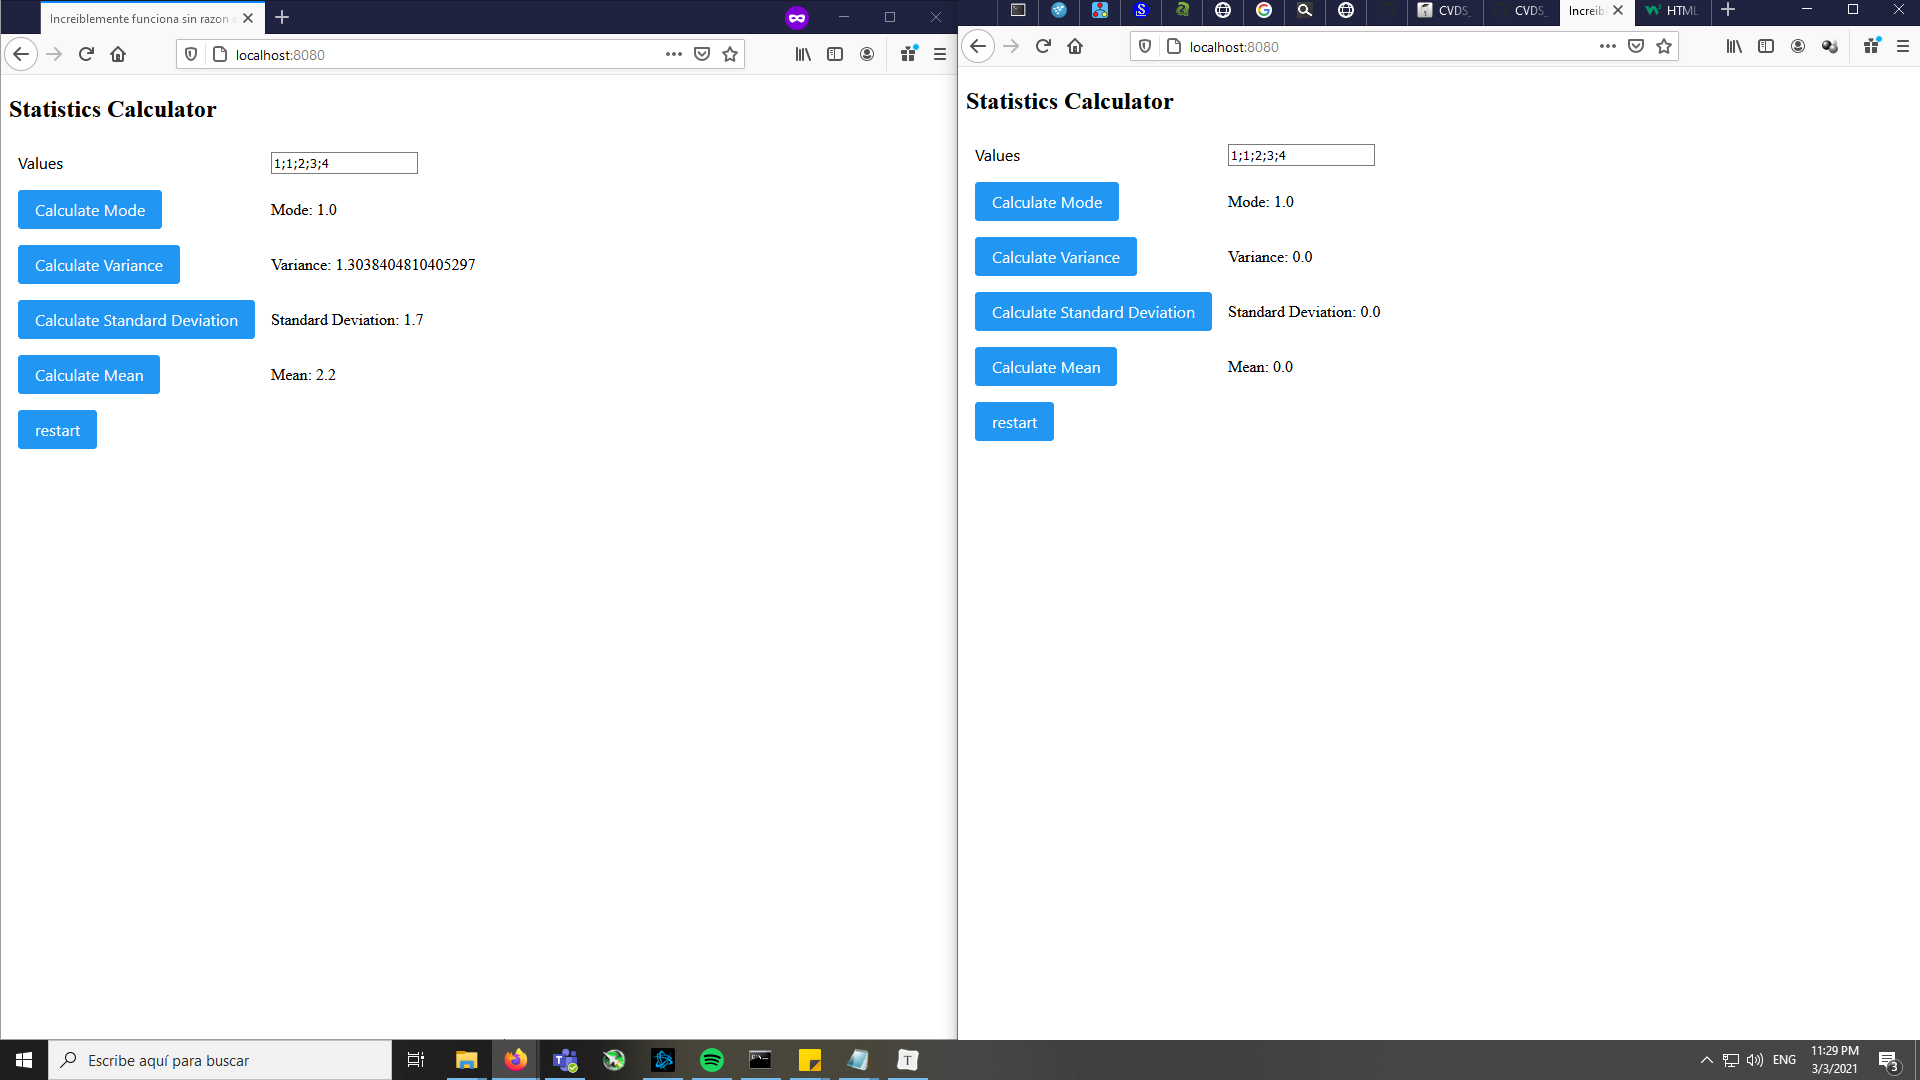 Increiblemente funciona sin razon a
localhost:8080
Statistics Calculator
Values
1;1;2;3;4
Calculate Mode
Mode: 1.0
Calculate Variance
Variance: 1.3038404810405297
Calculate Standard Deviation
Standard Deviation: 1.7
Calculate Mean
Mean: 2.2
restart
CVDS_
CVDS_
Increib
HTML
localhost:8080
Statistics Calculator
Values
1;1;2;3;4
Calculate Mode
Mode: 1.0
Calculate Variance
Variance: 0.0
Calculate Standard Deviation
Standard Deviation: 0.0
Calculate Mean
Mean: 0.0
restart
Escribe aquí para buscar
ENG
11:29 PM
3/3/2021
3